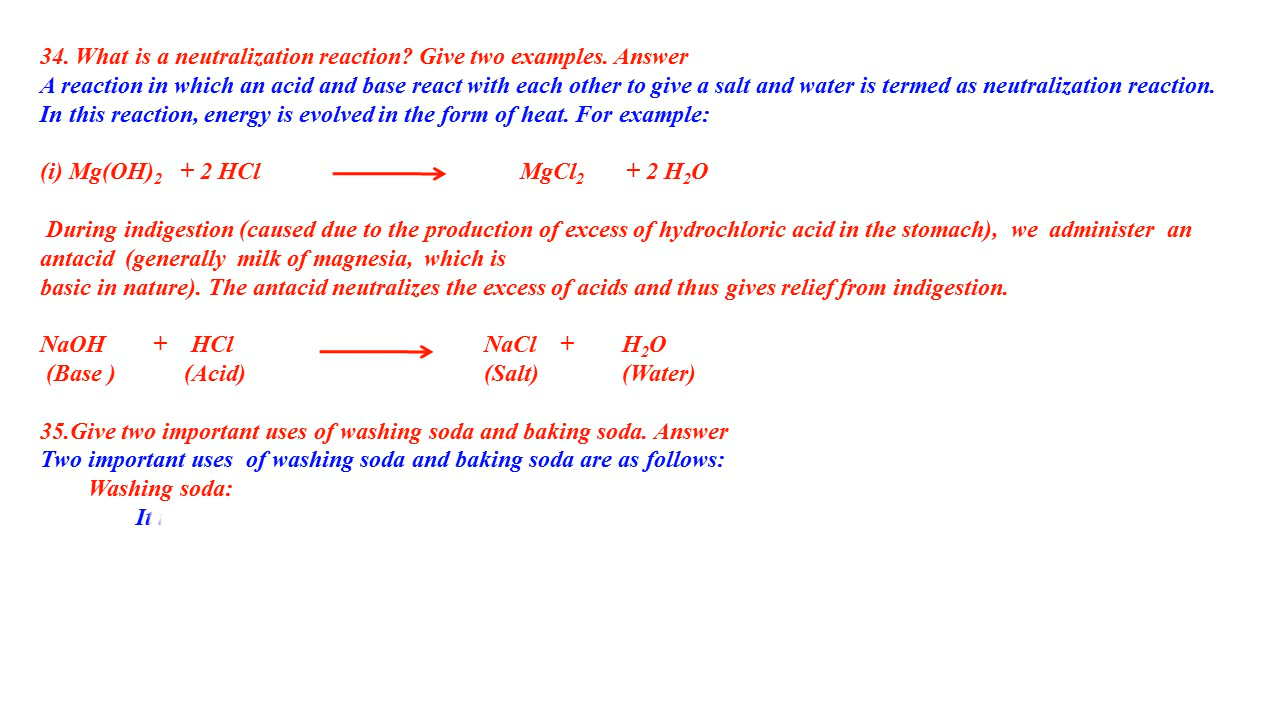 34. What is a neutralization reaction? Give two examples. Answer
A reaction in which an acid and base react with each other to give a salt and water is termed as neutralization reaction.
In this reaction, energy is evolved in the form of heat. For example:
(i) Mg(OH)₂ + 2 HCl → MgCl₂ + 2 H₂O
During indigestion (caused due to the production of excess of hydrochloric acid in the stomach), we administer an
antacid (generally milk of magnesia, which is
basic in nature). The antacid neutralizes the excess of acids and thus gives relief from indigestion.
NaOH + HCl → NaCl + H₂O
(Base ) (Acid) (Salt) (Water)
35.Give two important uses of washing soda and baking soda. Answer
Two important uses of washing soda and baking soda are as follows:
Washing soda:
It